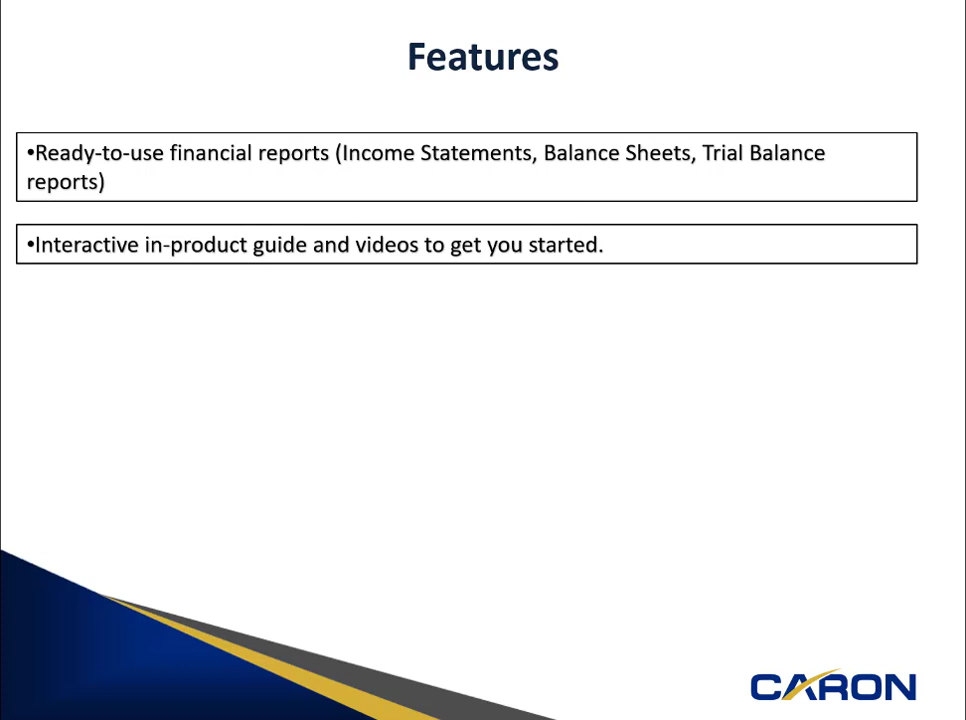 Features
•Ready-to-use financial reports (Income Statements, Balance Sheets, Trial Balance
reports)
•Interactive in-product guide and videos to get you started.
CARON